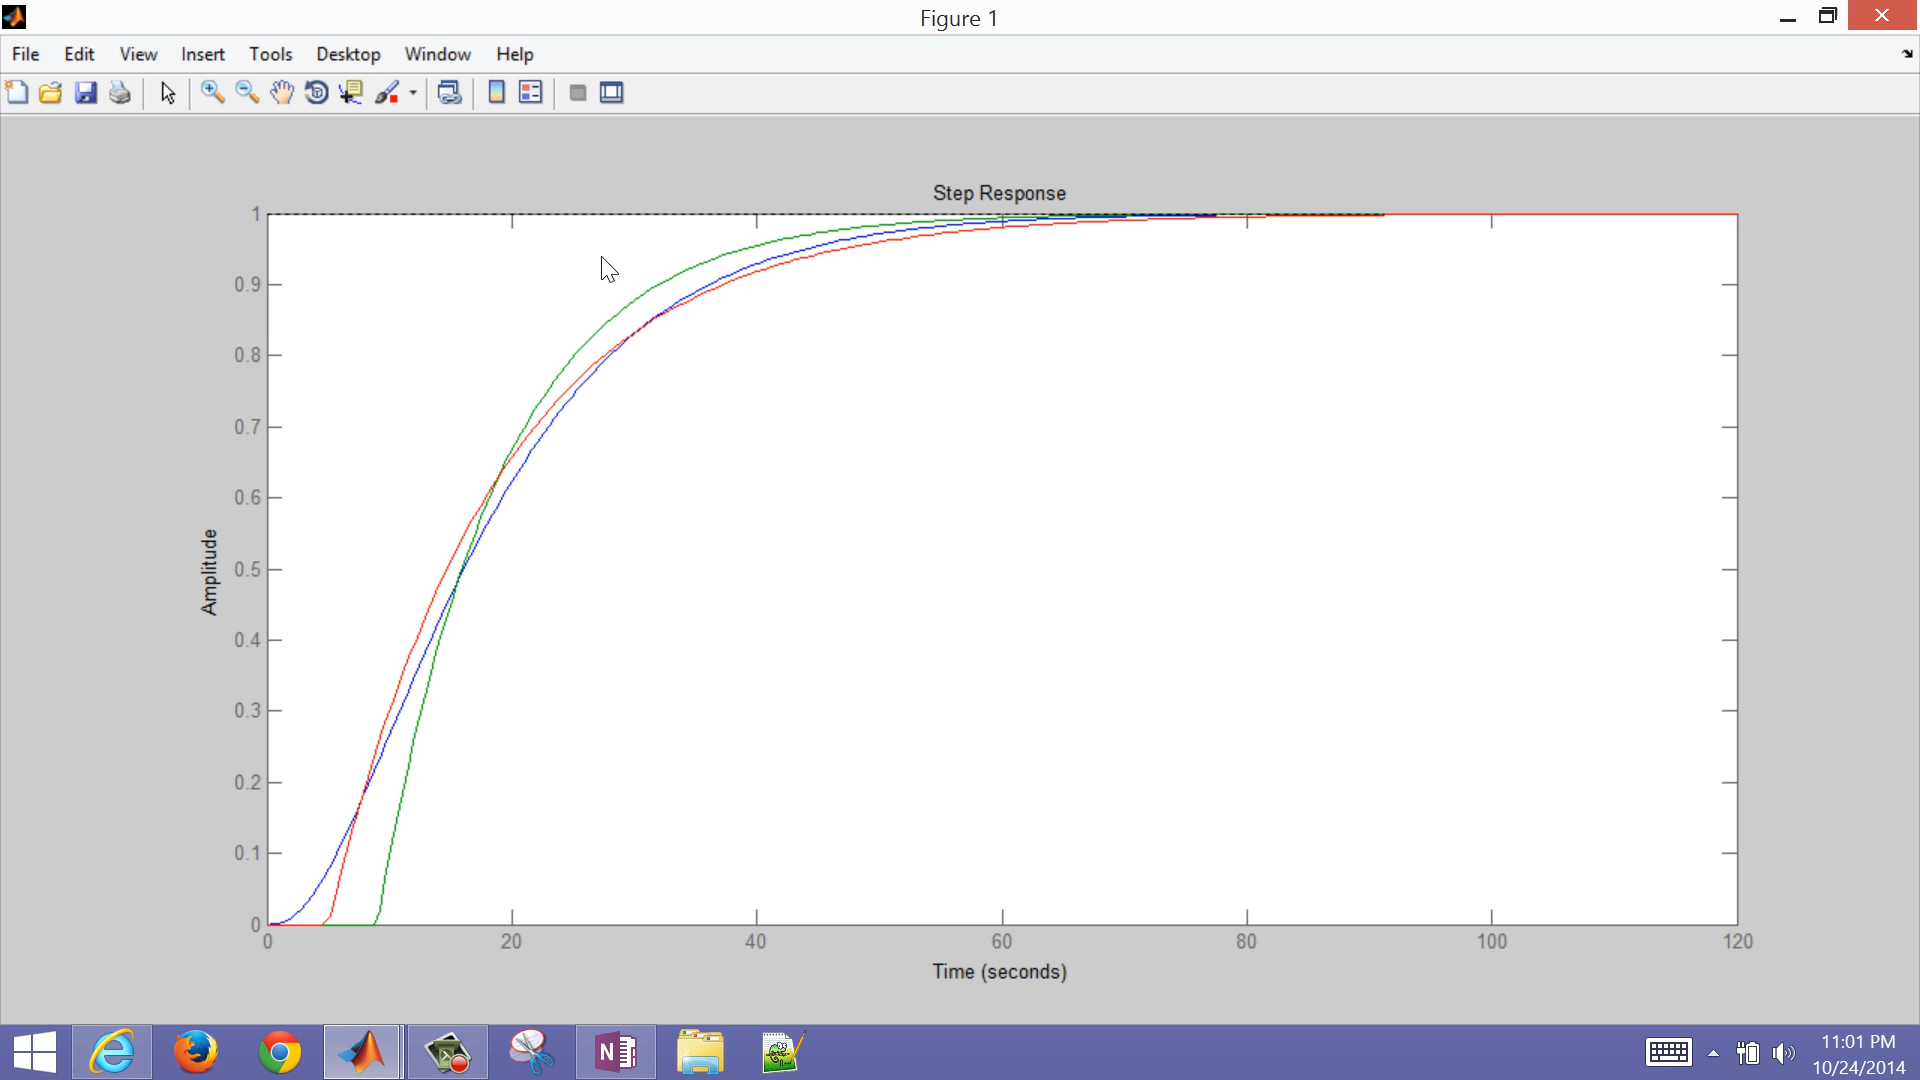 Figure 1
File Edit View Insert Tools Desktop Window Help
Step Response
1
0.9
0.8
0.7
0.6
0.5
0.4
0.3
0.2
0.1
0
Amplitude
0 20 40 60 80 100 120
Time (seconds)
N
11:01 PM
10/24/2014